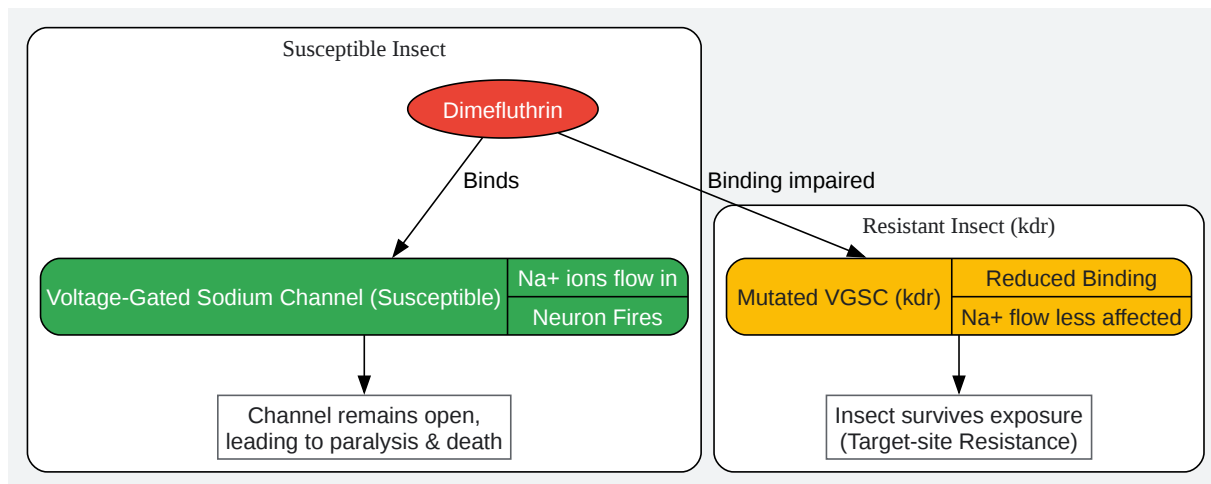 Susceptible Insect
Dimefluthrin
Binds
Binding impaired
Resistant Insect (kdr)
Voltage-Gated Sodium Channel (Susceptible)
Na+ ions flow in
Neuron Fires
Mutated VGSC (kdr)
Reduced Binding
Na+ flow less affected
Channel remains open,
leading to paralysis & death
Insect survives exposure
(Target-site Resistance)